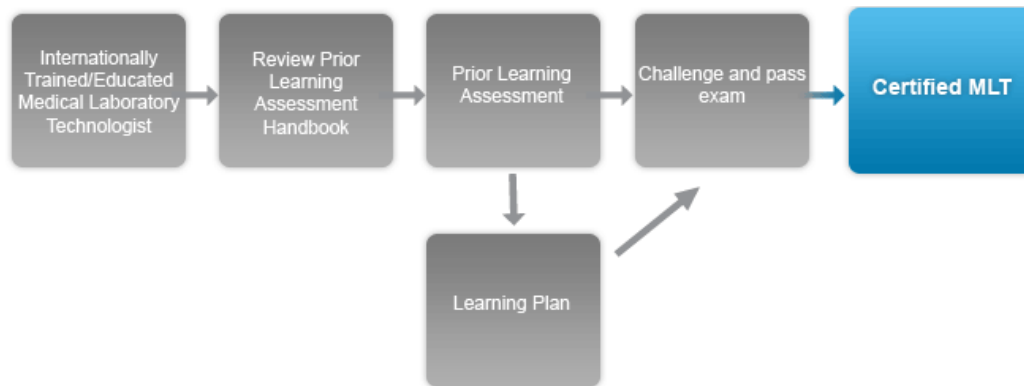 Internationally
Trained/Educated
Medical Laboratory
Technologist
Review Prior
Learning
Assessment
Handbook
Prior Learning
Assessment
Challenge and pass
exam
Certified MLT
Learning Plan